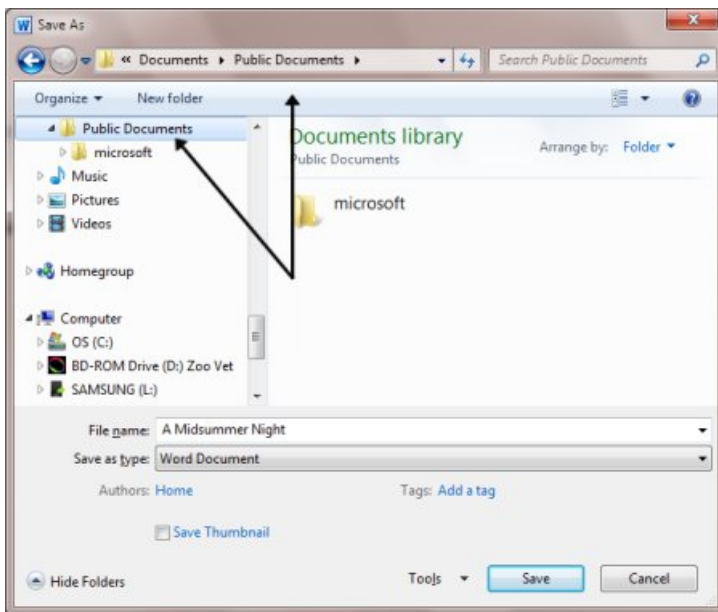 Save As
« Documents Public Documents Search Public Documents
Organize New folder
Public Documents
microsoft
Music
Pictures
Videos
Homegroup
Computer
OS (C:)
BD-ROM Drive (D:) Zoo Vet
SAMSUNG (L:)
Documents library
Public Documents
Arrange by: Folder
microsoft
File name: A Midsummer Night
Save as type: Word Document
Authors: Home Tags: Add a tag
Save Thumbnail
Hide Folders Tools Save Cancel